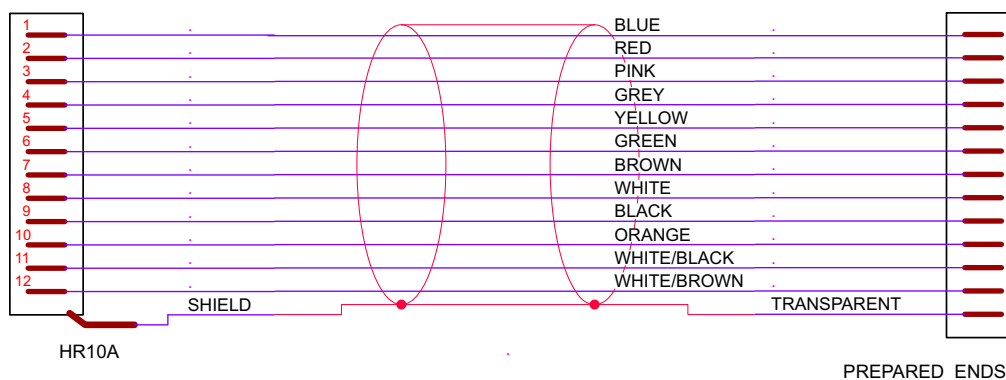 1 BLUE
2 RED
3 PINK
4 GREY
5 YELLOW
6 GREEN
7 BROWN
8 WHITE
9 BLACK
10 ORANGE
11 WHITE/BLACK
12 WHITE/BROWN
SHIELD TRANSPARENT
HR10A
PREPARED ENDS